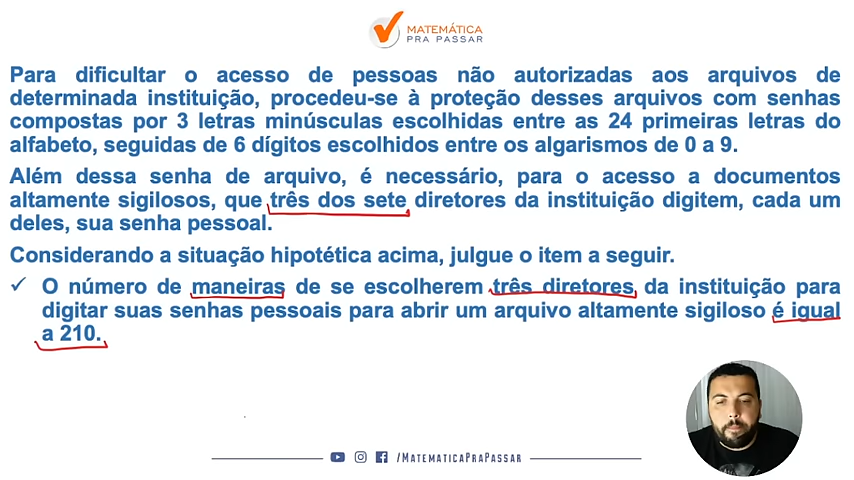 MATEMÁTICA
PRA PASSAR
Para dificultar o acesso de pessoas não autorizadas aos arquivos de
determinada instituição, procedeu-se à proteção desses arquivos com senhas
compostas por 3 letras minúsculas escolhidas entre as 24 primeiras letras do
alfabeto, seguidas de 6 dígitos escolhidos entre os algarismos de 0 a 9.
Além dessa senha de arquivo, é necessário, para o acesso a documentos
altamente sigilosos, que três dos sete diretores da instituição digitem, cada um
deles, sua senha pessoal.
Considerando a situação hipotética acima, julgue o item a seguir.
✓ O número de maneiras de se escolherem três diretores da instituição para
digitar suas senhas pessoais para abrir um arquivo altamente sigiloso é igual
a 210.
/MATEMATICAPRAPASSAR